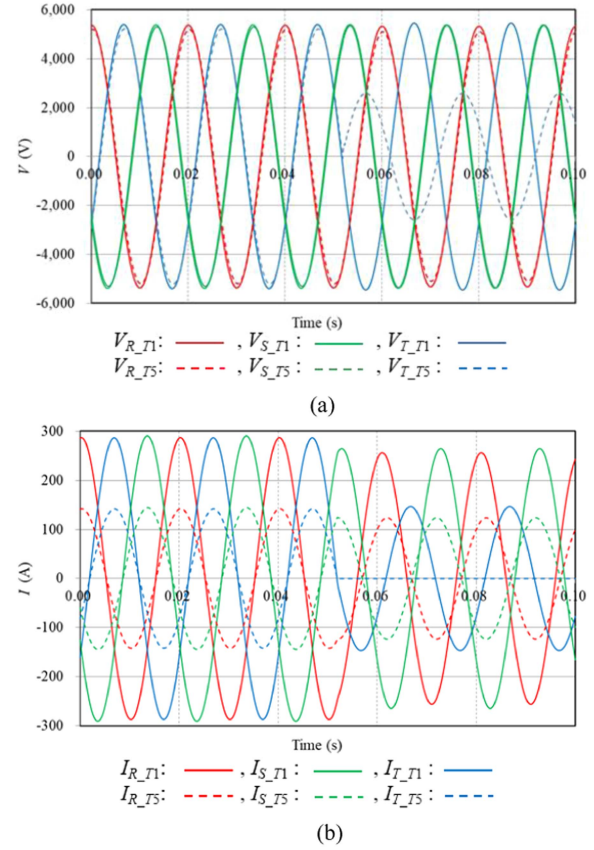 6,000
4,000
2,000
0
-2,000
-4,000
-6,000
V (V)
0.00 0.02 0.04 0.06 0.08 0.10
Time (s)
V_R_T1: , V_S_T1 : , V_T_T1 :
V_R_T5: , V_S_T5 : , V_T_T5 :
(a)
300
200
100
0
-100
-200
-300
I (A)
0.00 0.02 0.04 0.06 0.08 0.10
Time (s)
I_R_T1: , I_S_T1 : , I_T_T1 :
I_R_T5: , I_S_T5 : , I_T_T5 :
(b)